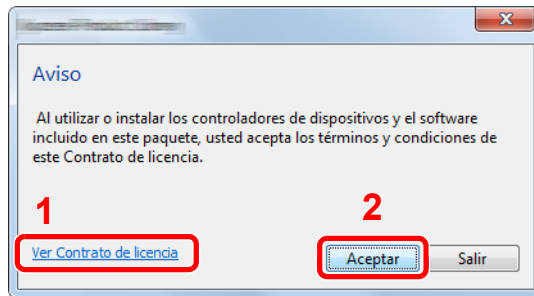 Aviso
Al utilizar o instalar los controladores de dispositivos y el software
incluido en este paquete, usted acepta los términos y condiciones de
este Contrato de licencia.
1
2
Ver Contrato de licencia
Aceptar
Salir